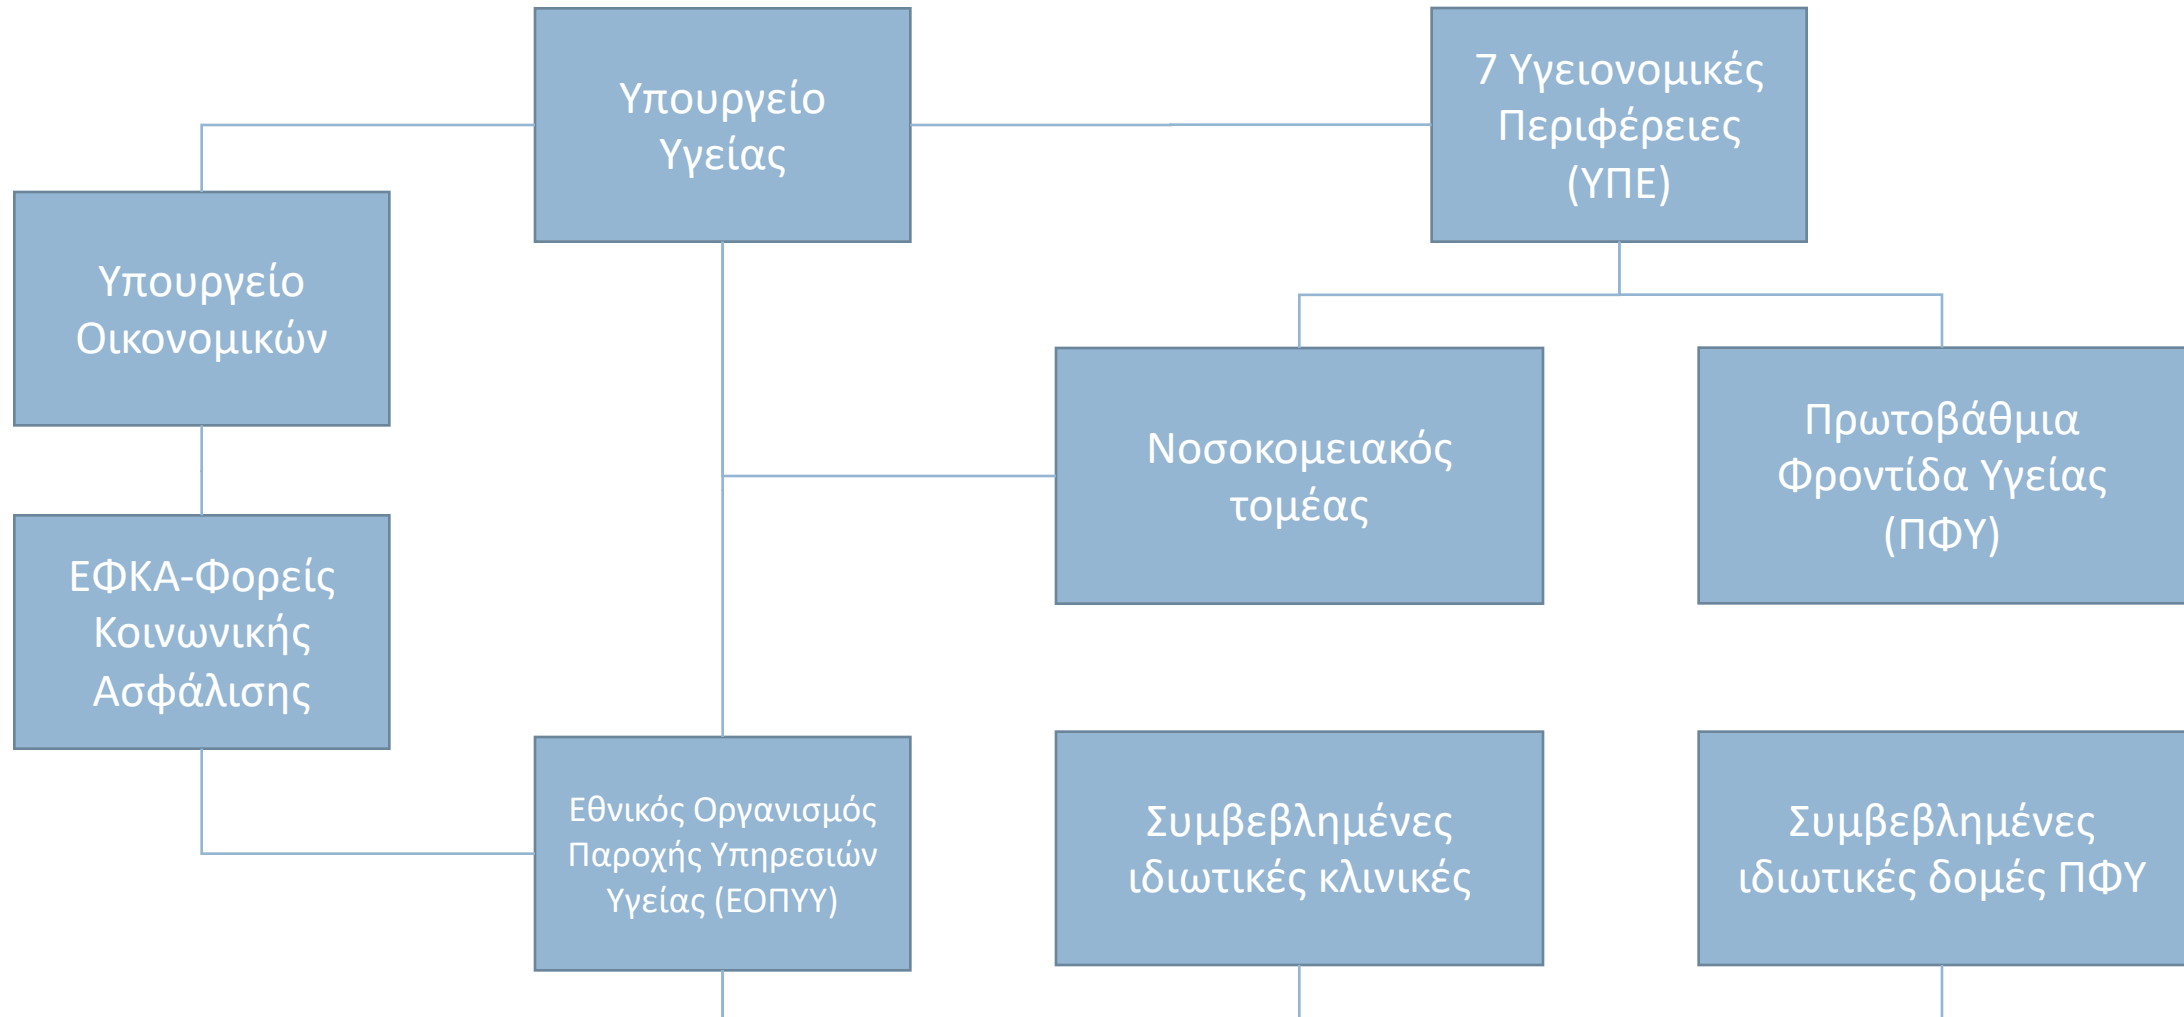 Υπουργείο
Υγείας
7 Υγειονομικές
Περιφέρειες
(ΥΠΕ)
Υπουργείο
Οικονομικών
Νοσοκομειακός
τομέας
Πρωτοβάθμια
Φροντίδα Υγείας
(ΠΦΥ)
ΕΦΚΑ-Φορείς
Κοινωνικής
Ασφάλισης
Εθνικός Οργανισμός
Παροχής Υπηρεσιών
Υγείας (ΕΟΠΥΥ)
Συμβεβλημένες
ιδιωτικές κλινικές
Συμβεβλημένες
ιδιωτικές δομές ΠΦΥ